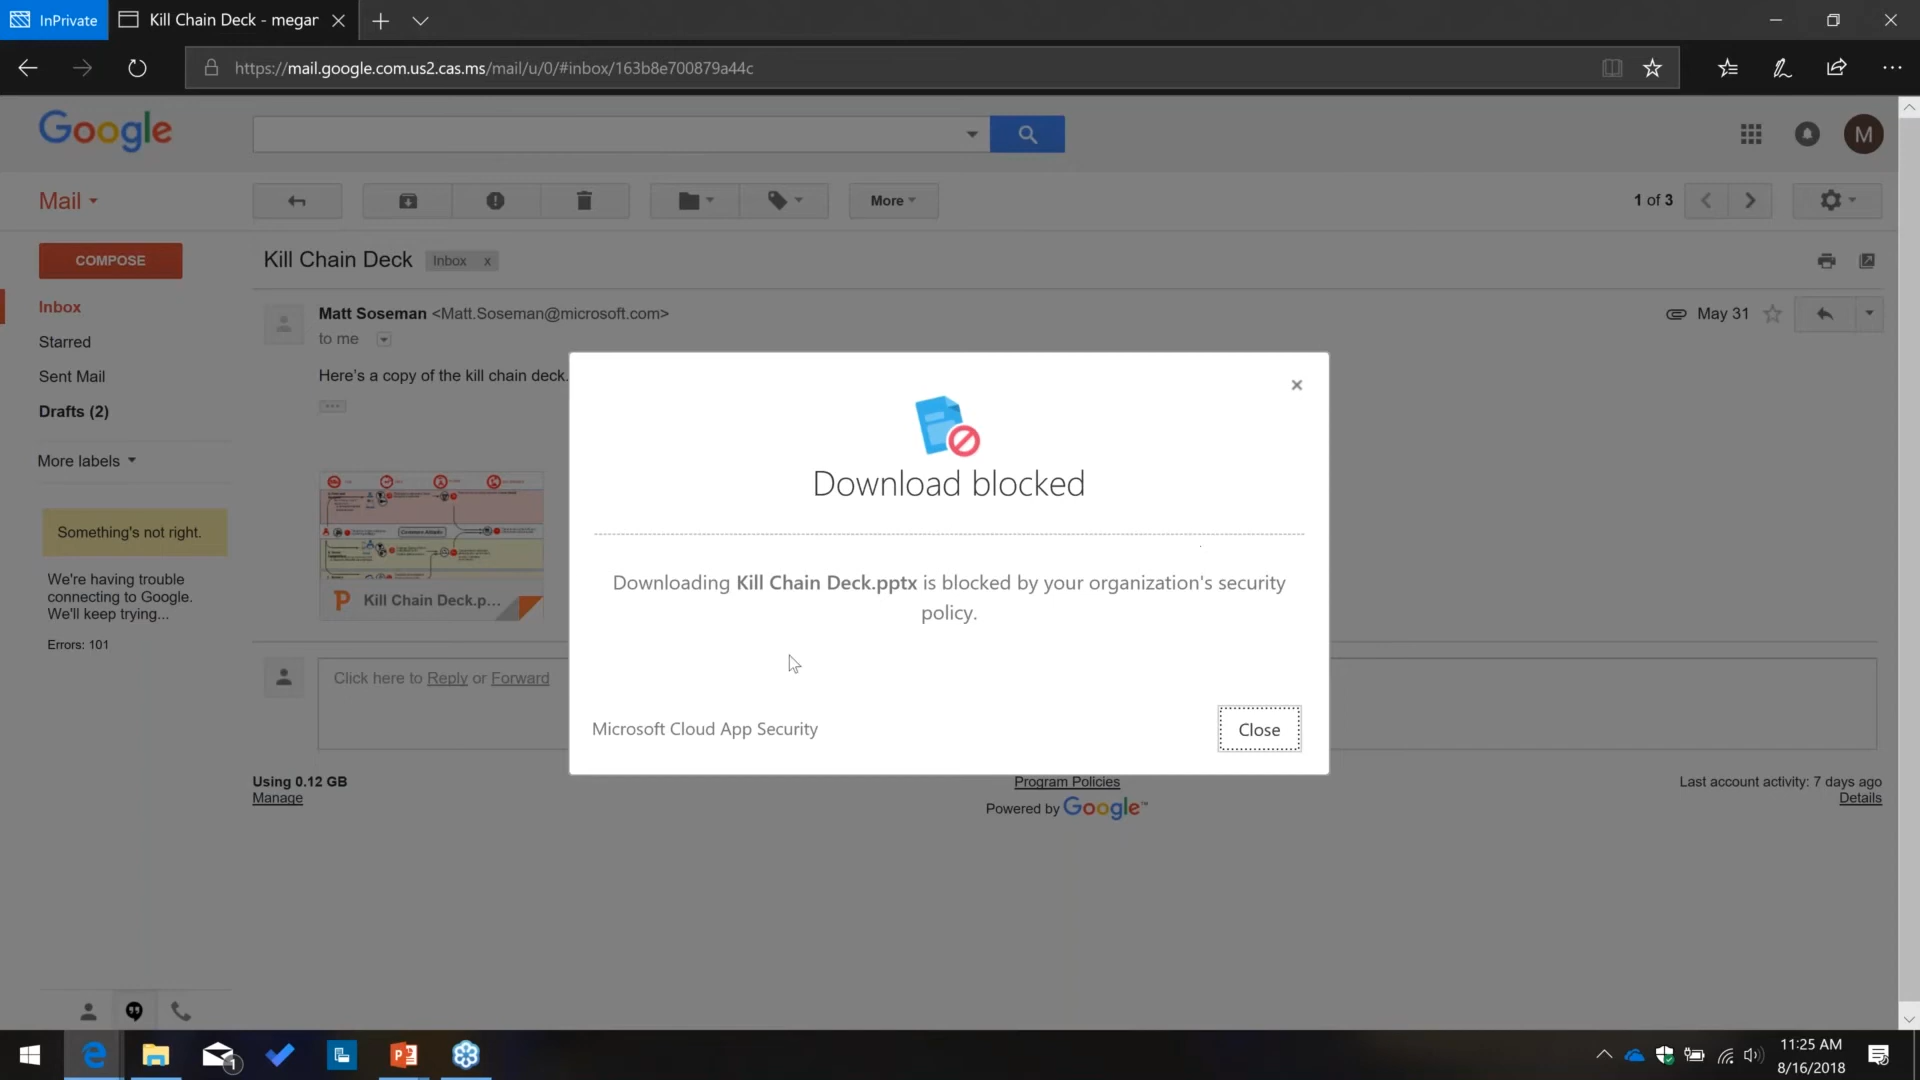 InPrivate
Kill Chain Deck - megar
https://mail.google.com.us2.cas.ms/mail/u/0/#inbox/163b8e700879a44c
Google
M
Mail
More
1 of 3
COMPOSE
Kill Chain Deck
Inbox x
Inbox
Matt Soseman <Matt.Soseman@microsoft.com>
May 31
to me
Starred
Sent Mail
Here's a copy of the kill chain deck.
Drafts (2)
More labels
Download blocked
Something's not right.
Downloading Kill Chain Deck.pptx is blocked by your organization's security
policy.
We're having trouble
connecting to Google.
We'll keep trying...
Kill Chain Deck.p...
Errors: 101
Click here to Reply or Forward
Microsoft Cloud App Security
Close
Using 0.12 GB
Manage
Program Policies
Powered by Google™
Last account activity: 7 days ago
Details
1
11:25 AM
8/16/2018